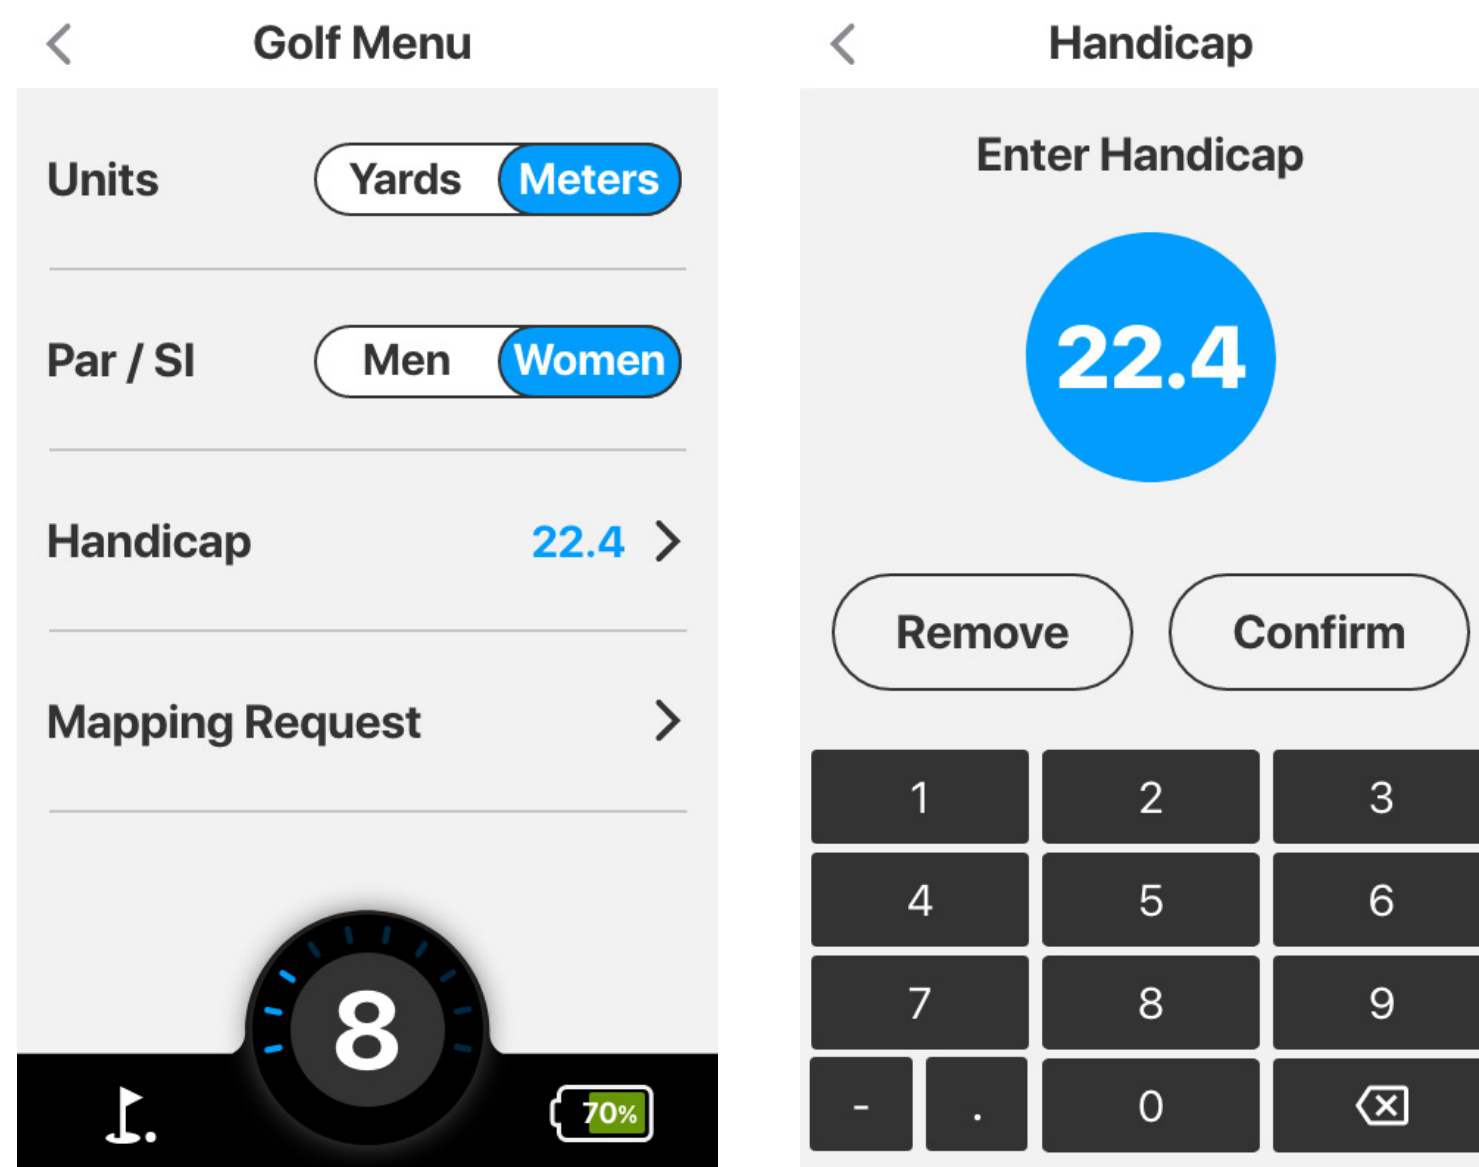 Golf Menu
Units Yards Meters
Par / SI Men Women
Handicap 22.4
Mapping Request
8
70%
Handicap
Enter Handicap
22.4
Remove Confirm
1 2 3
4 5 6
7 8 9
- . 0